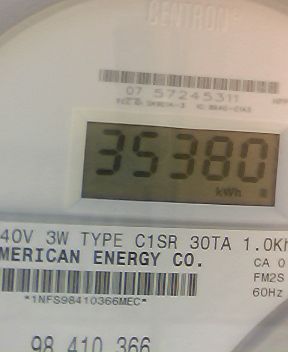 CENTRON®
07 57245311
35380
kWh
40V 3W TYPE C1SR 30TA 1.0Kh
MERICAN ENERGY CO.
CA 0
FM2S
60Hz
*1NFS98410366MEC*
98 410 366